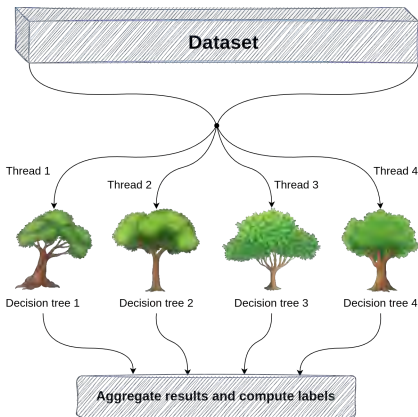 Dataset
Thread 1
Thread 2
Thread 3
Thread 4
Decision tree 1
Decision tree 2
Decision tree 3
Decision tree 4
Aggregate results and compute labels